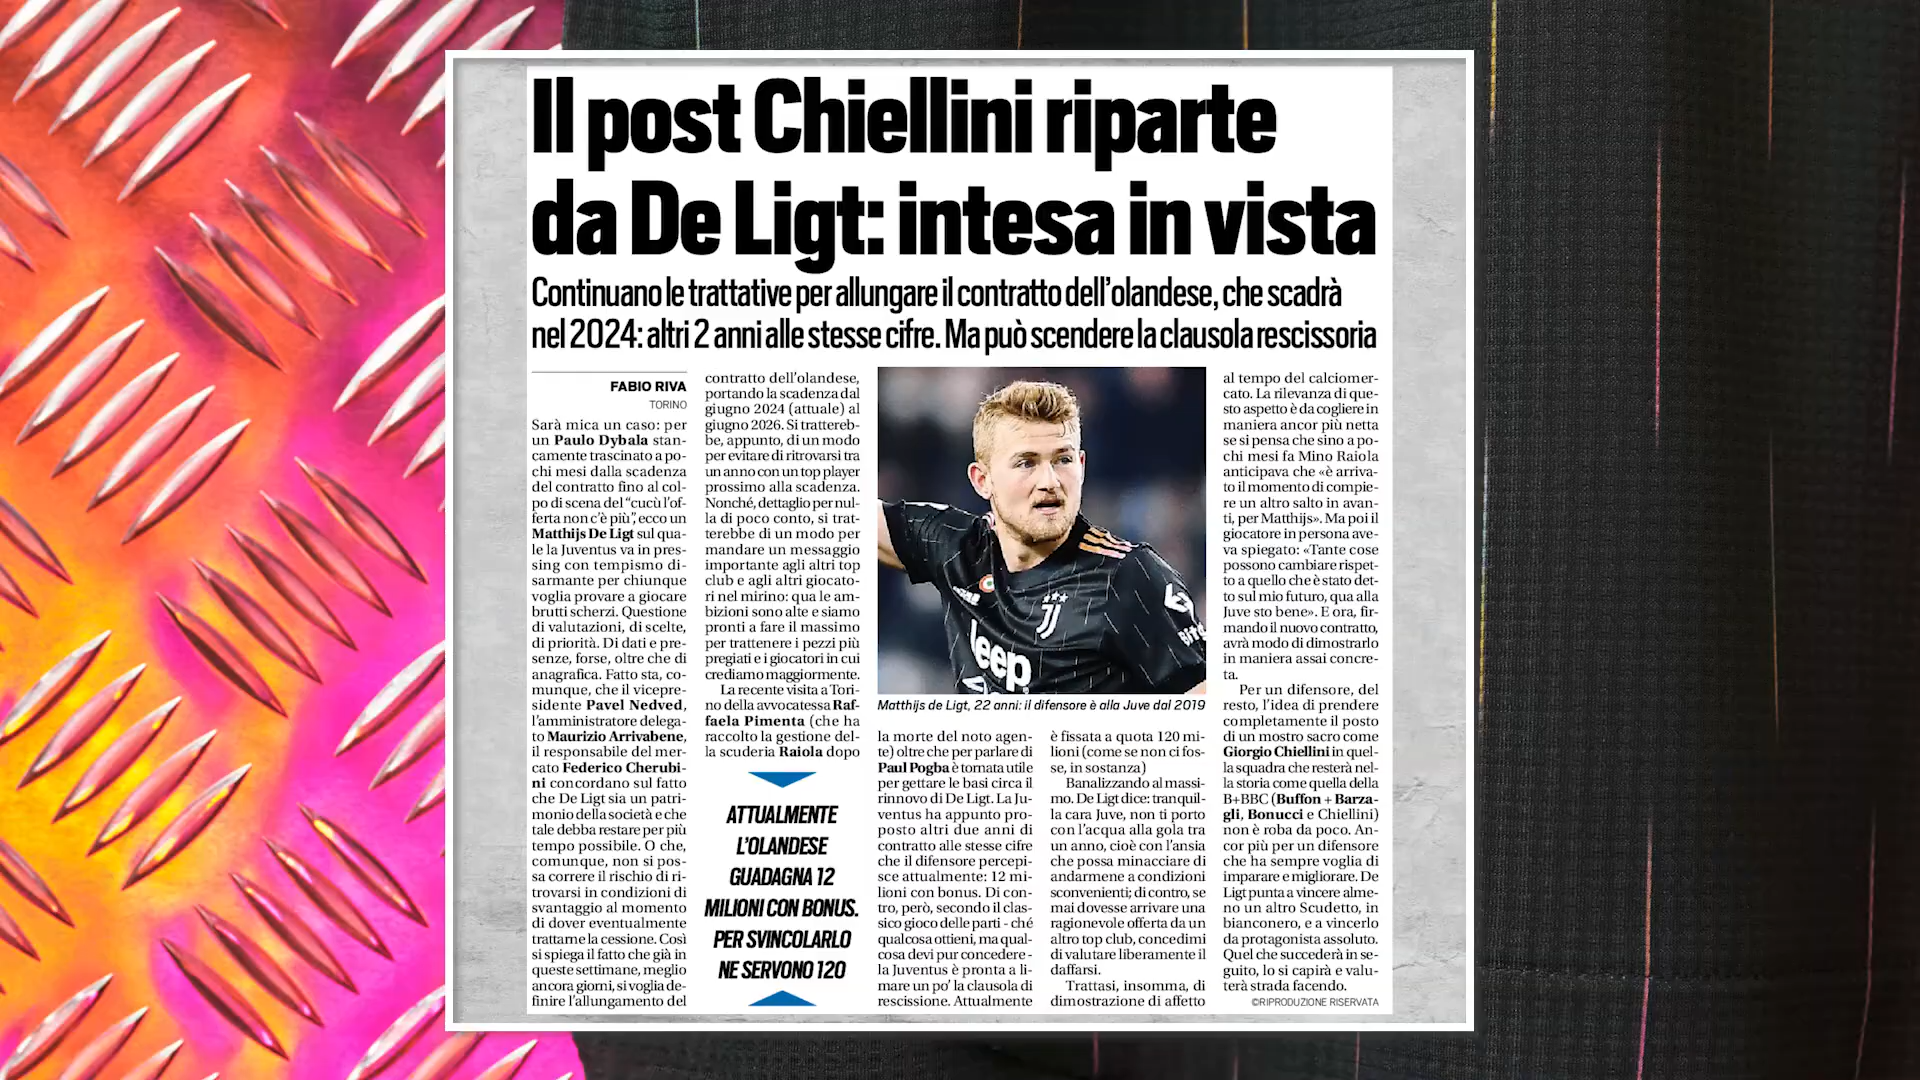 Il post Chiellini riparte
da De Ligt: intesa in vista
Continuano le trattative per allungare il contratto dell'olandese, che scadrà
nel 2024: altri 2 anni alle stesse cifre. Ma può scendere la clausola rescissoria
FABIO RIVA
TORINO
Sarà mica un caso: per
un Paulo Dybala stan-
camente trascinato a po-
chi mesi dalla scadenza
del contratto fino al col-
po di scena del "cucù l'of-
ferta non c'è più", ecco un
Matthijs De Ligt sul qua-
le la Juventus va in pres-
sing con tempismo di-
sarmante per chiunque
voglia provare a giocare
brutti scherzi. Questione
di valutazioni, di scelte,
di priorità. Di dati e pre-
senze, forse, oltre che di
anagrafica. Fatto sta, co-
munque, che il vicepre-
sidente Pavel Nedved,
l'amministratore delega-
to Maurizio Arrivabene,
il responsabile del mer-
cato Federico Cherubi-
ni concordano sul fatto
che De Ligt sia un patri-
monio della società e che
tale debba restare per più
tempo possibile. O che,
comunque, non si pos-
sa correre il rischio di ri-
trovarsi in condizioni di
svantaggio al momento
di dover eventualmente
trattarne la cessione. Così
si spiega il fatto che già in
queste settimane, meglio
ancora giorni, si voglia de-
finire l'allungamento del
contratto dell'olandese,
portando la scadenza dal
giugno 2024 (attuale) al
giugno 2026. Si tratterеb-
be, appunto, di un modo
per evitare di ritrovarsi tra
un anno con un top player
prossimo alla scadenza.
Nonché, dettaglio per nul-
la di poco conto, si trat-
terebbe di un modo per
mandare un messaggio
importante agli altri top
club e agli altri giocato-
ri nel mirino: qua le am-
bizioni sono alte e siamo
pronti a fare il massimo
per trattenere i pezzi più
pregiati e i giocatori in cui
crediamo maggiormente.
La recente visita a Tori-
no della avvocatessa Raf-
faela Pimenta (che ha
raccolto la gestione del-
la scuderia Raiola dopo
ATTUALMENTE
L'OLANDESE
GUADAGNA 12
MILIONI CON BONUS.
PER SVINCOLARLO
NE SERVONO 120
Jeep
Bit
Matthijs de Ligt, 22 anni: il difensore è alla Juve dal 2019
la morte del noto agen-
te) oltre che per parlare di
Paul Pogba è tornata utile
per gettare le basi circa il
rinnovo di De Ligt. La Ju-
ventus ha appunto pro-
posto altri due anni di
contratto alle stesse cifre
che il difensore percepi-
sce attualmente: 12 mi-
lioni con bonus. Di con-
tro, però, secondo il clas-
sico gioco delle parti - ché
qualcosa ottieni, ma qual-
cosa devi pur concedere -
la Juventus è pronta a li-
mare un po' la clausola di
rescissione. Attualmente
è fissata a quota 120 mi-
lioni (come se non ci fos-
se, in sostanza)
Banalizzando al massi-
mo. De Ligt dice: tranquil-
la cara Juve, non ti porto
con l'acqua alla gola tra
un anno, cioè con l'ansia
che possa minacciare di
andarmene a condizioni
sconvenienti; di contro, se
mai dovesse arrivare una
ragionevole offerta da un
altro top club, concedimi
di valutare liberamente il
daffarsi.
Trattasi, insomma, di
dimostrazione di affetto
al tempo del calciomer-
cato. La rilevanza di que-
sto aspetto è da cogliere in
maniera ancor più netta
se si pensa che sino a po-
chi mesi fa Mino Raiola
anticipava che «è arriva-
to il momento di compie-
re un altro salto in avan-
ti, per Matthijs». Ma poi il
giocatore in persona ave-
va spiegato: «Tante cose
possono cambiare rispet-
to a quello che è stato det-
to sul mio futuro, qua alla
Juve sto bene». E ora, fir-
mando il nuovo contratto,
avrà modo di dimostrarlo
in maniera assai concre-
ta.
Per un difensore, del
resto, l'idea di prendere
completamente il posto
di un mostro sacro come
Giorgio Chiellini in quel-
la squadra che resterà nel-
la storia come quella della
B+BBC (Buffon + Barza-
gli, Bonucci e Chiellini)
non è roba da poco. An-
cor più per un difensore
che ha sempre voglia di
imparare e migliorare. De
Ligt punta a vincere alme-
no un altro Scudetto, in
bianconero, e a vincerlo
da protagonista assoluto.
Quel che succederà in se-
guito, lo si capirà e valu-
terà strada facendo.
©RIPRODUZIONE RISERVATA